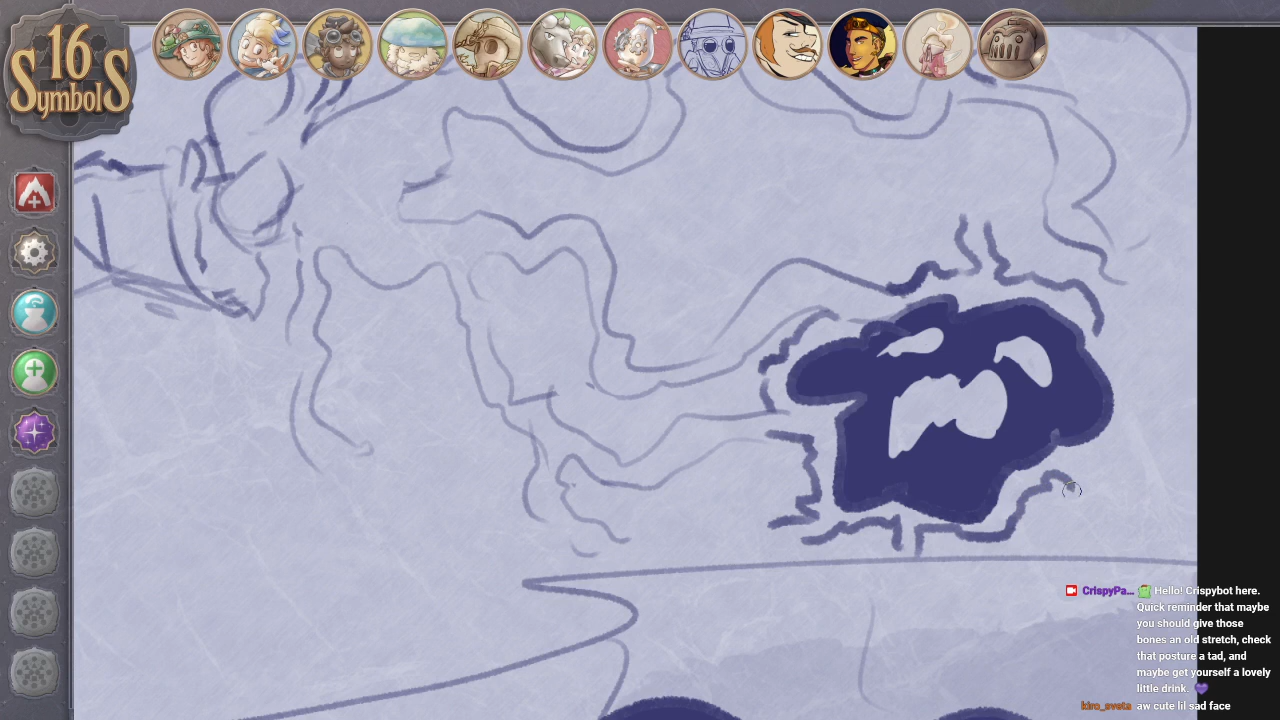 16
SymbolS
CrispyPa... Hello! Crispybot here.
Quick reminder that maybe
you should give those
bones an old stretch, check
that posture a tad, and
maybe get yourself a lovely
little drink. 💜
kiro_sveta aw cute lil sad face